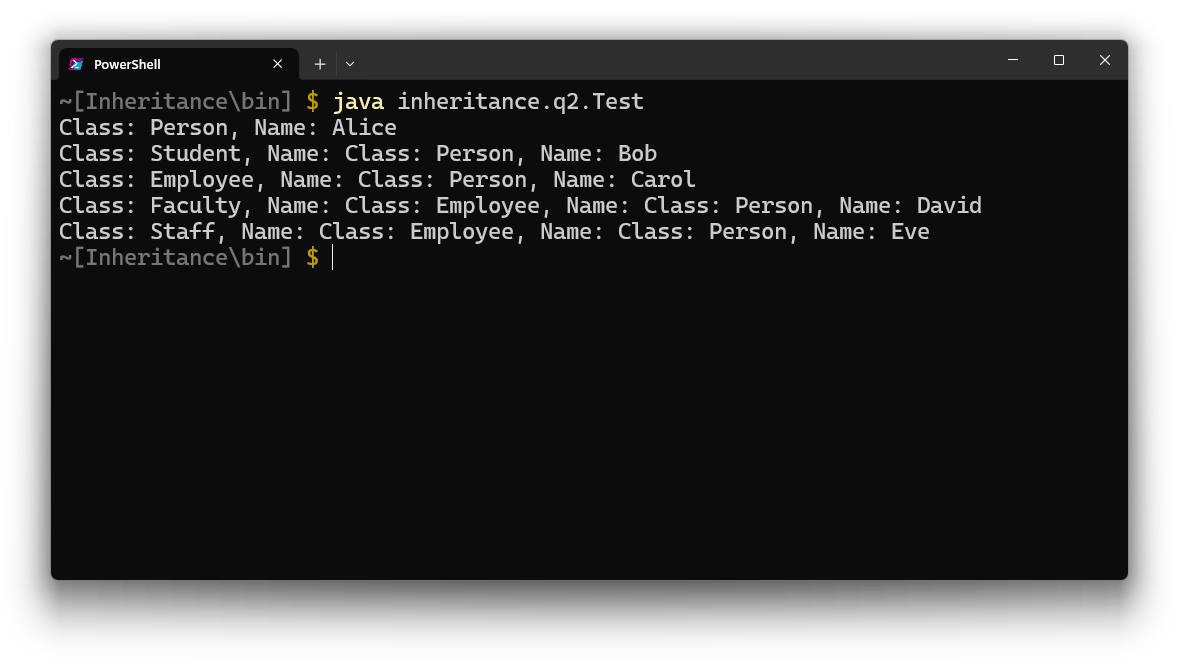 PowerShell
~[Inheritance\bin] $ java inheritance.q2.Test
Class: Person, Name: Alice
Class: Student, Name: Class: Person, Name: Bob
Class: Employee, Name: Class: Person, Name: Carol
Class: Faculty, Name: Class: Employee, Name: Class: Person, Name: David
Class: Staff, Name: Class: Employee, Name: Class: Person, Name: Eve
~[Inheritance\bin] $